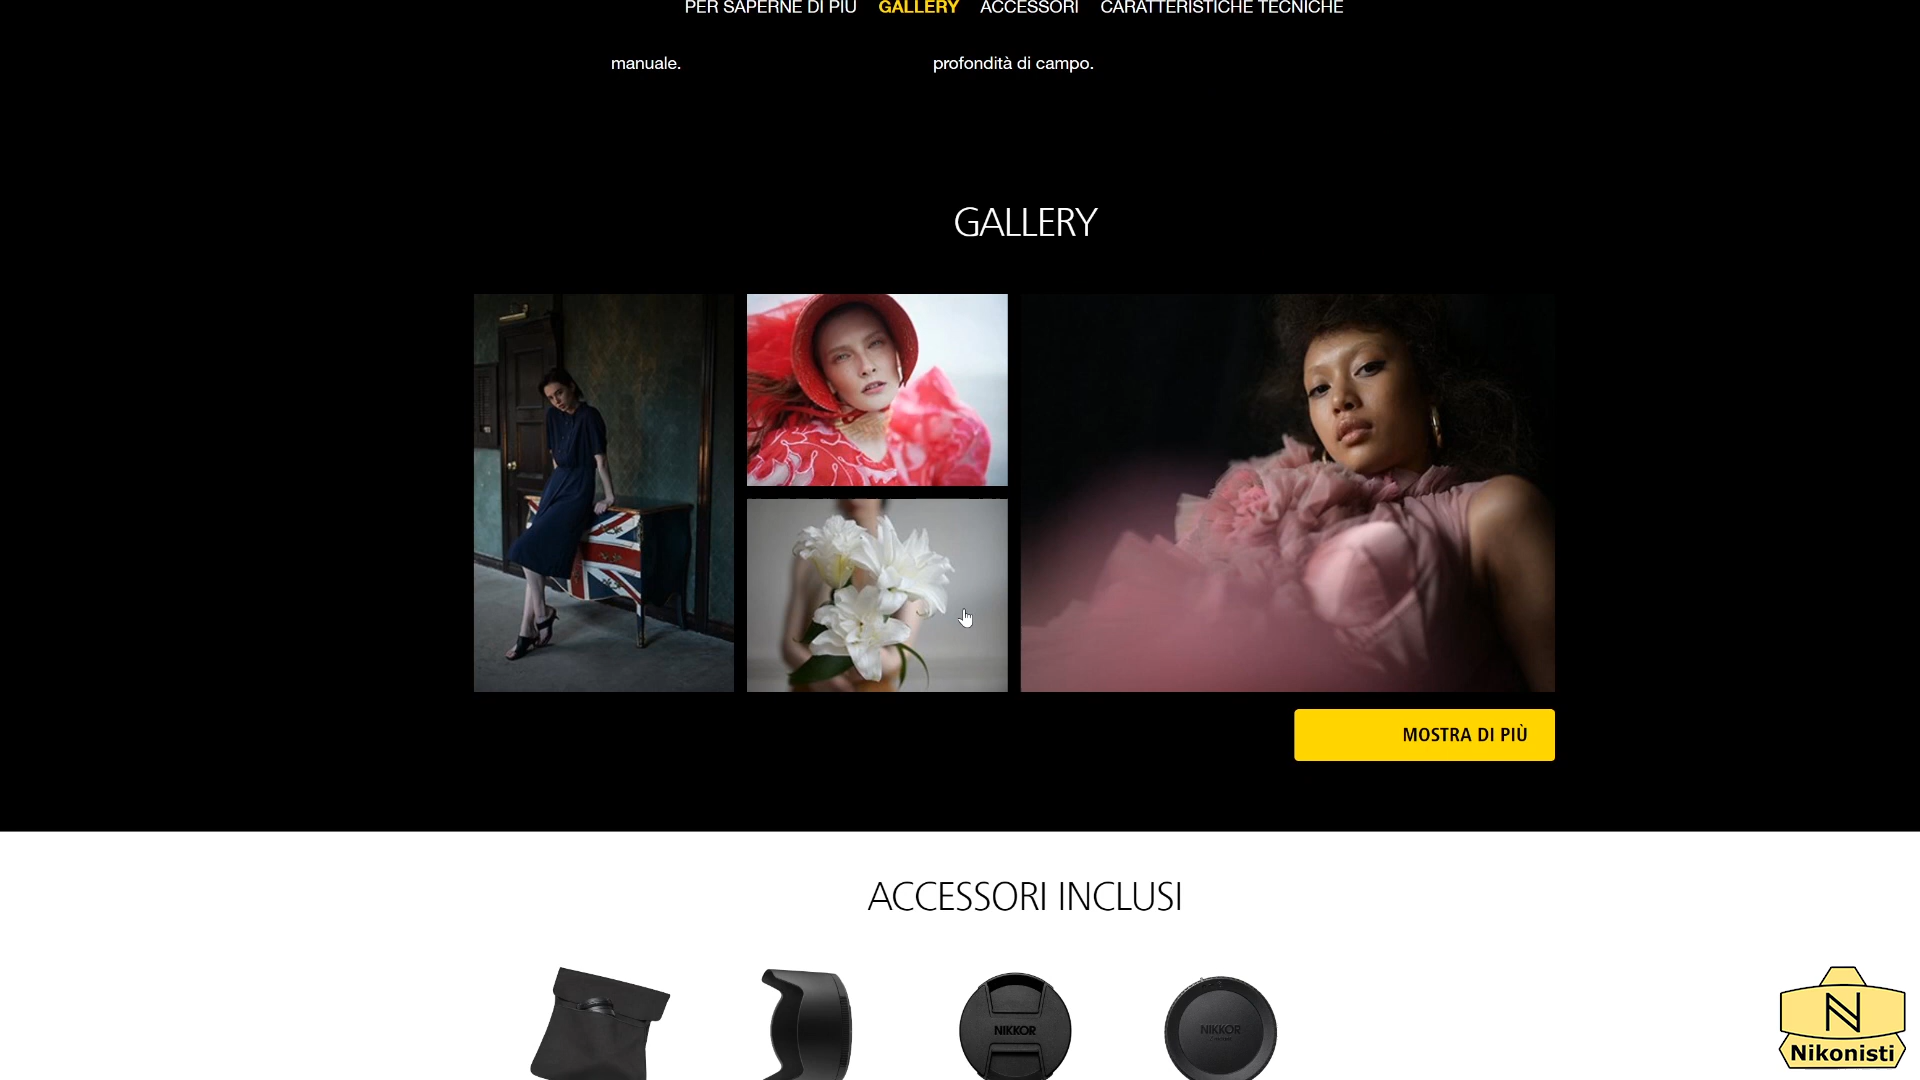 PER SAPERNE DI PIÙ GALLERY ACCESSORI CARATTERISTICHE TECNICHE
manuale. profondità di campo.
GALLERY
MOSTRA DI PIÙ
ACCESSORI INCLUSI
NIKKOR
NIKKOR
N
Nikonisti